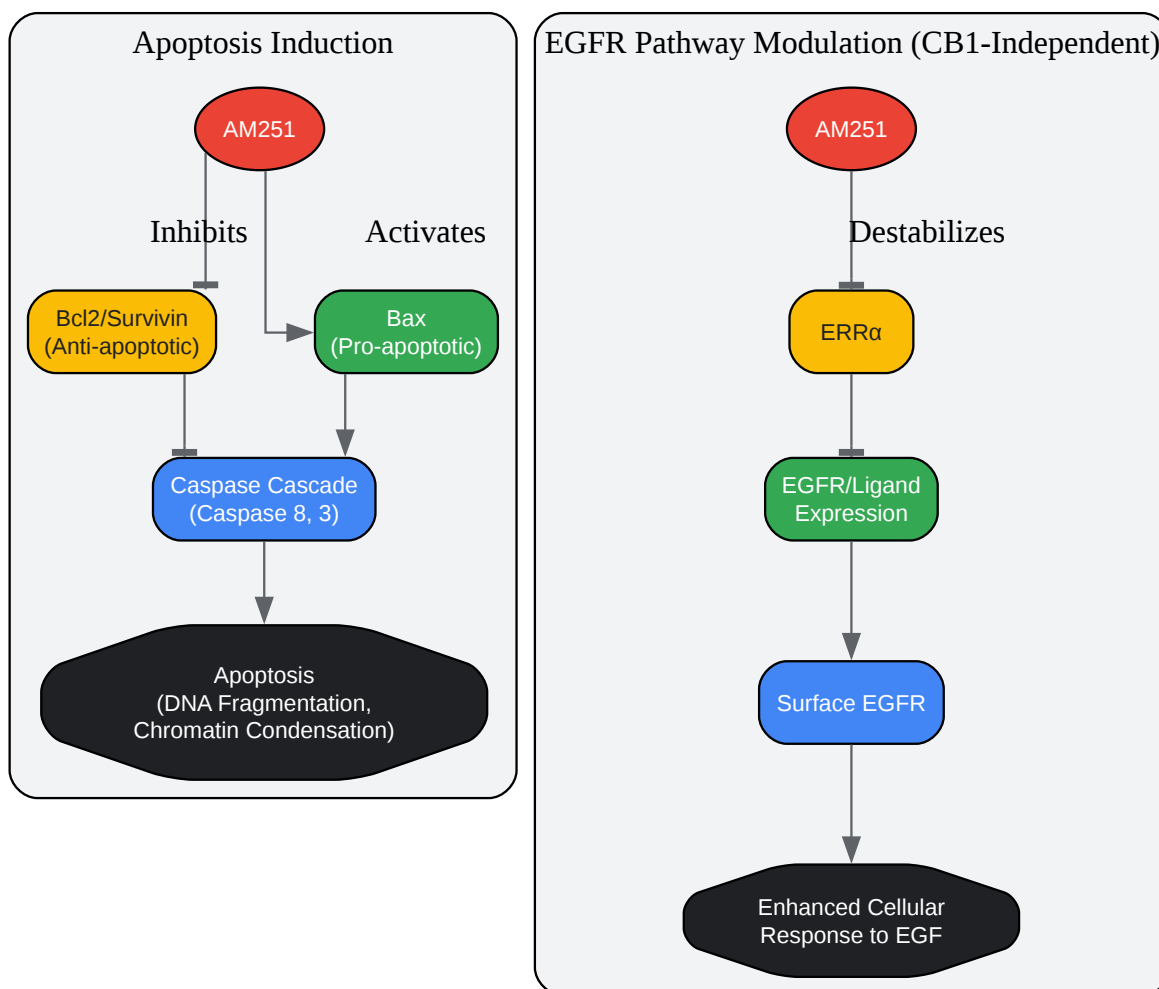 Apoptosis Induction
AM251
Inhibits
Activates
Bcl2/Survivin
(Anti-apoptotic)
Bax
(Pro-apoptotic)
Caspase Cascade
(Caspase 8, 3)
Apoptosis
(DNA Fragmentation,
Chromatin Condensation)
EGFR Pathway Modulation (CB1-Independent)
AM251
Destabilizes
ERRα
EGFR/Ligand
Expression
Surface EGFR
Enhanced Cellular
Response to EGF